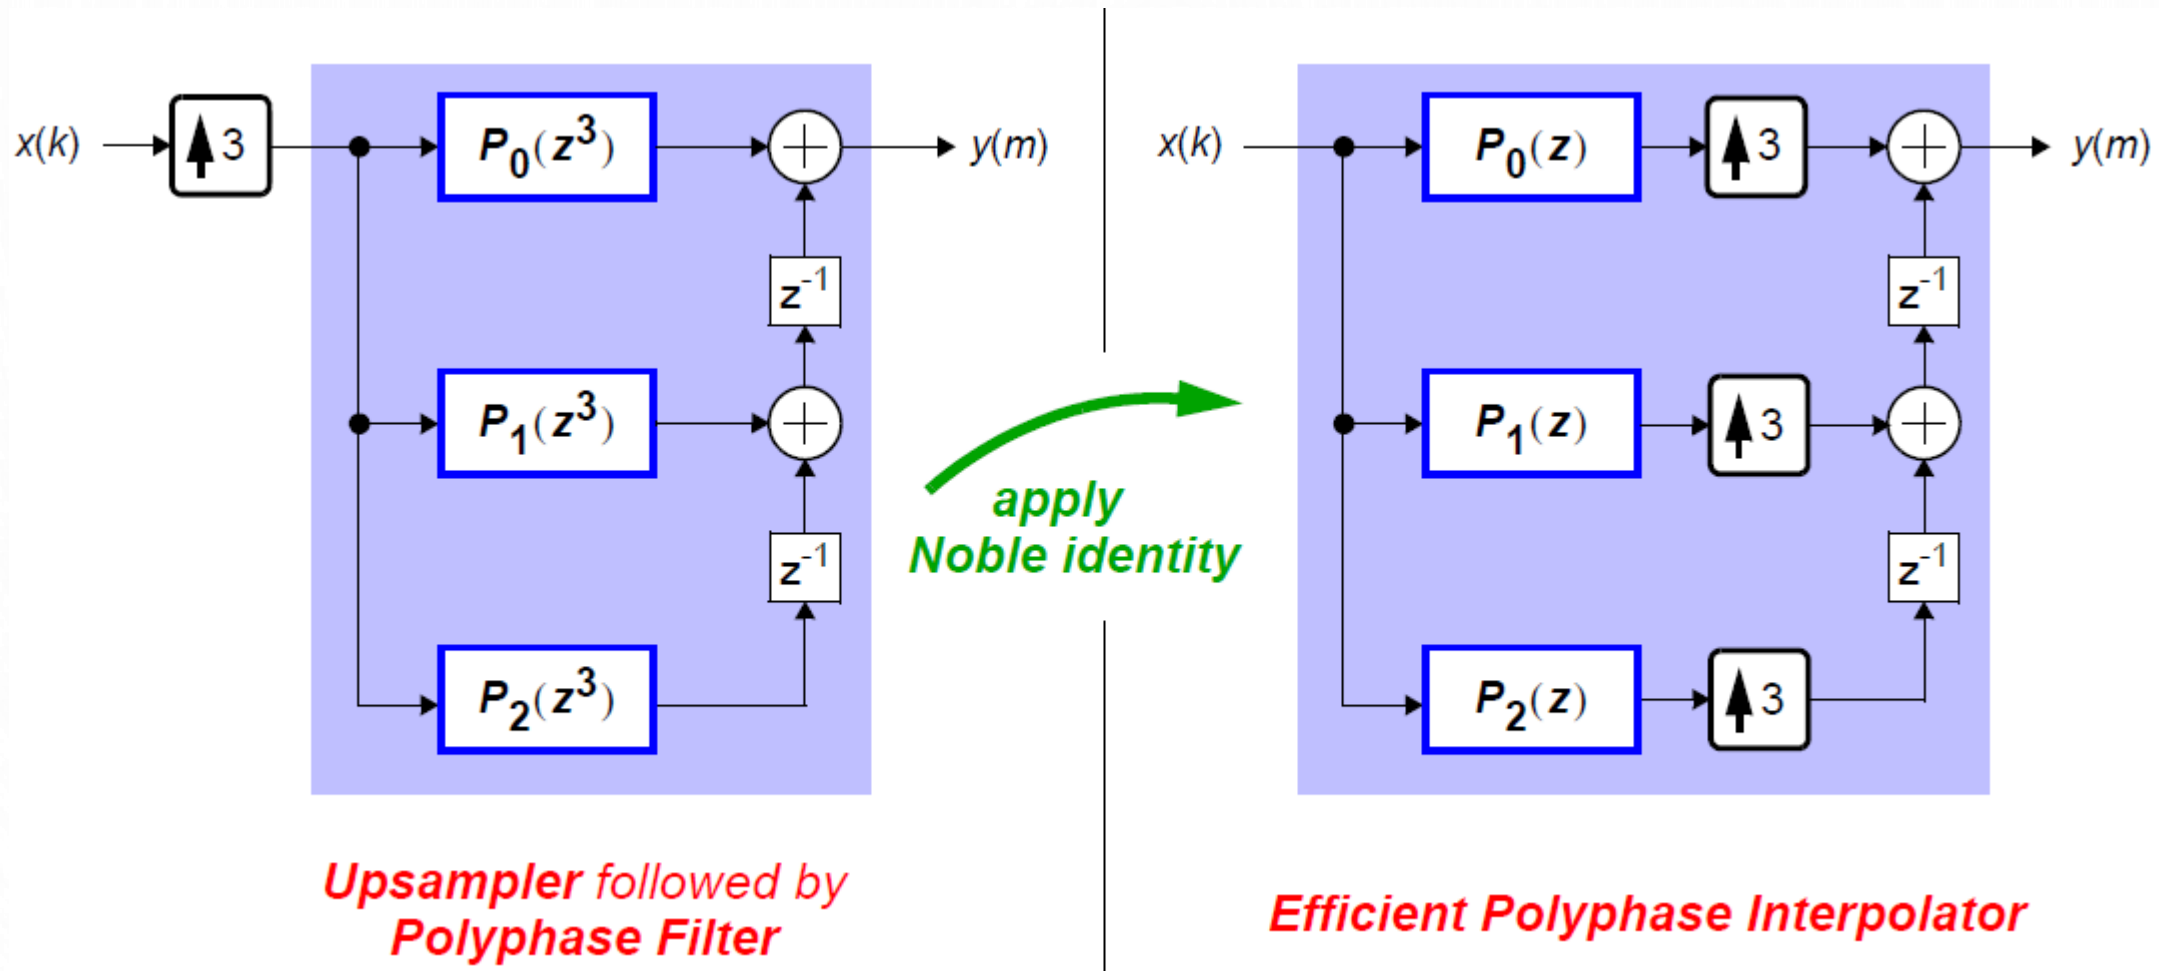 x(k)
3
P₀(z³)
y(m)
z⁻¹
P₁(z³)
z⁻¹
P₂(z³)
Upsampler followed by
Polyphase Filter
apply
Noble identity
x(k)
P₀(z)
3
y(m)
z⁻¹
P₁(z)
3
z⁻¹
P₂(z)
3
Efficient Polyphase Interpolator